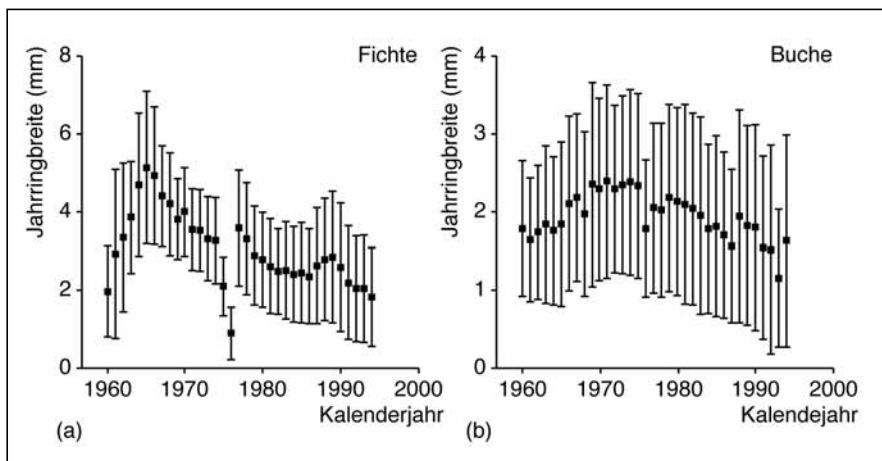 Fichte
Jahrringbreite (mm)
8
6
4
2
0
1960 1970 1980 1990 2000
Kalenderjahr
(a)
Buche
Jahrringbreite (mm)
4
3
2
1
0
1960 1970 1980 1990 2000
Kalendejahr
(b)